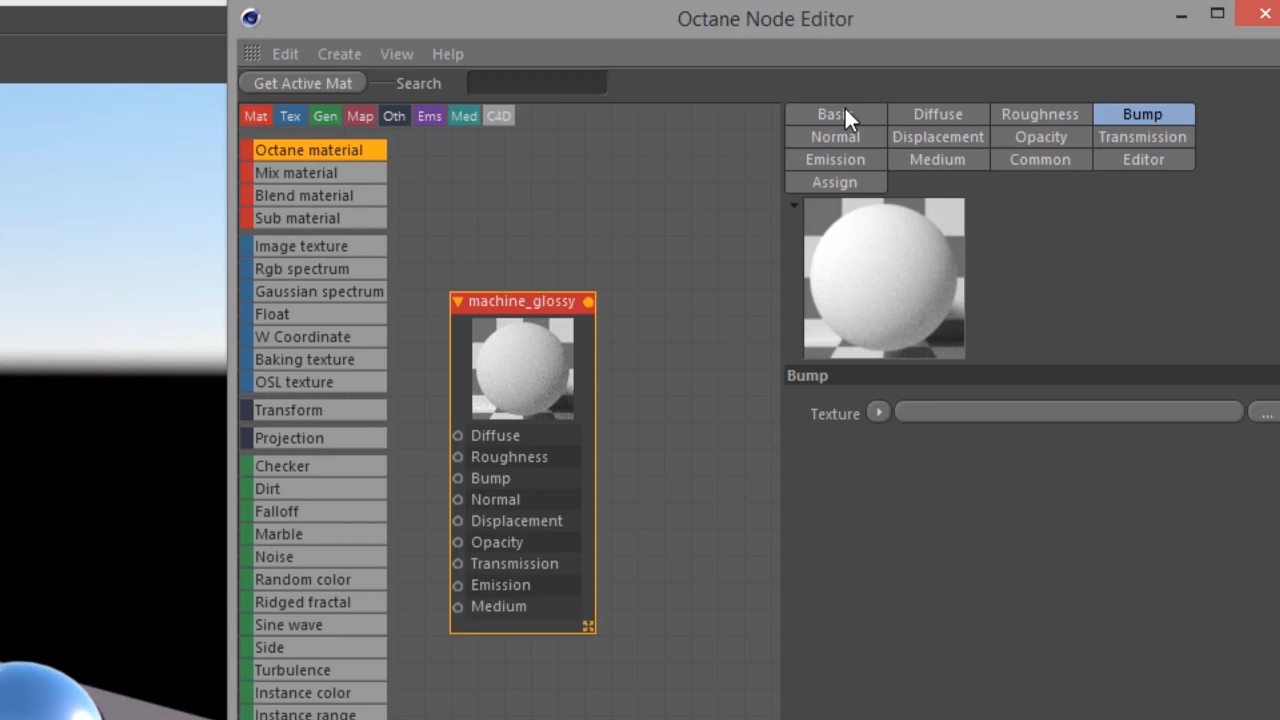 Octane Node Editor
Edit Create View Help
Get Active Mat Search
Mat Tex Gen Map Oth Ems Med C4D
Octane material
Mix material
Blend material
Sub material
Image texture
Rgb spectrum
Gaussian spectrum
Float
W Coordinate
Baking texture
OSL texture
Transform
Projection
Checker
Dirt
Falloff
Marble
Noise
Random color
Ridged fractal
Sine wave
Side
Turbulence
Instance color
Instance range
machine_glossy
Diffuse
Roughness
Bump
Normal
Displacement
Opacity
Transmission
Emission
Medium
Diffuse Roughness Bump
Normal Displacement Opacity Transmission
Emission Medium Common Editor
Assign
Bump
Texture ...